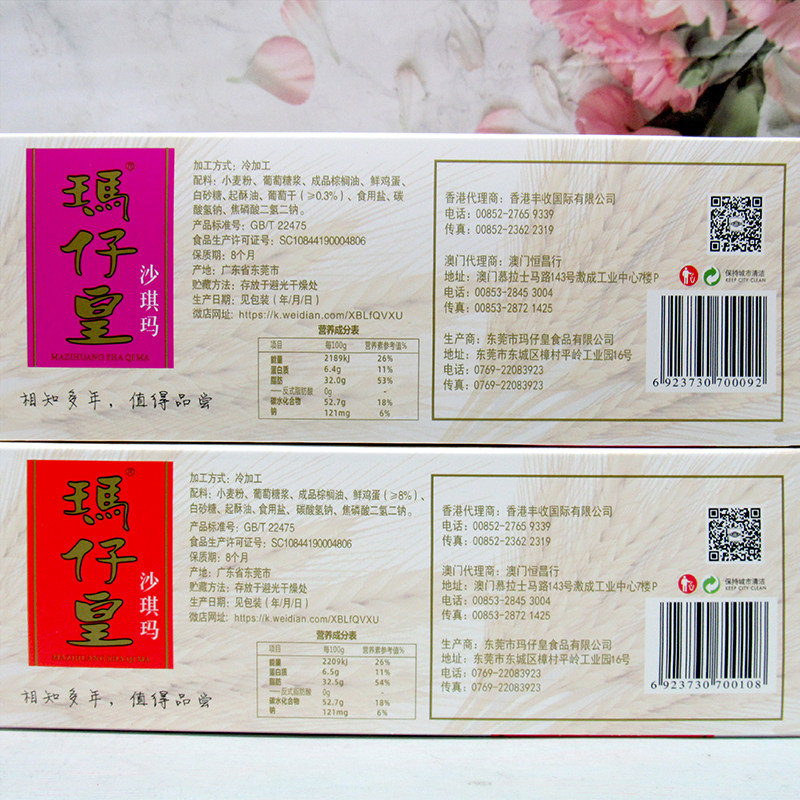 瑪仔皇®
沙琪玛
MAZIHUANG SHA QI MA
相知多年，值得品尝
加工方式：冷加工
配料：小麦粉、葡萄糖浆、成品棕榈油、鲜鸡蛋、
白砂糖、起酥油、葡萄干（≥0.3%）、食用盐、碳
酸氢钠、焦磷酸二氢二钠。
产品标准号：GB/T 22475
食品生产许可证号：SC10844190004806
保质期：8个月
产地：广东省东莞市
贮藏方法：存放于避光干燥处
生产日期：见包装（年/月/日）
微店网址：https://k.weidian.com/XBLfQVXU
营养成分表
项目 每100g 营养素参考值%
能量 2189kJ 26%
蛋白质 6.4g 11%
脂肪 32.0g 53%
——反式脂肪酸 0g -
碳水化合物 52.7g 18%
钠 121mg 6%
香港代理商：香港丰收国际有限公司
电话：00852-2765 9339
传真：00852-2362 2319
澳门代理商：澳门恒昌行
地址：澳门慕拉士马路143号激成工业中心7楼P
电话：00853-2845 3004
传真：00853-2872 1425
生产商：东莞市玛仔皇食品有限公司
地址：东莞市东城区樟村平岭工业园16号
电话：0769-22083923
传真：0769-22083923
保持城市清洁
KEEP CITY CLEAN
6 923730 700092
瑪仔皇®
沙琪玛
MAZIHUANG SHA QI MA
相知多年，值得品尝
加工方式：冷加工
配料：小麦粉、葡萄糖浆、成品棕榈油、鲜鸡蛋（≥8%）、
白砂糖、起酥油、食用盐、碳酸氢钠、焦磷酸二氢二钠。
产品标准号：GB/T 22475
食品生产许可证号：SC10844190004806
保质期：8个月
产地：广东省东莞市
贮藏方法：存放于避光干燥处
生产日期：见包装（年/月/日）
微店网址：https://k.weidian.com/XBLfQVXU
营养成分表
项目 每100g 营养素参考值%
能量 2209kJ 26%
蛋白质 6.5g 11%
脂肪 32.5g 54%
——反式脂肪酸 0g -
碳水化合物 52.7g 18%
钠 121mg 6%
香港代理商：香港丰收国际有限公司
电话：00852-2765 9339
传真：00852-2362 2319
澳门代理商：澳门恒昌行
地址：澳门慕拉士马路143号激成工业中心7楼P
电话：00853-2845 3004
传真：00853-2872 1425
生产商：东莞市玛仔皇食品有限公司
地址：东莞市东城区樟村平岭工业园16号
电话：0769-22083923
传真：0769-22083923
保持城市清洁
KEEP CITY CLEAN
6 923730 700108